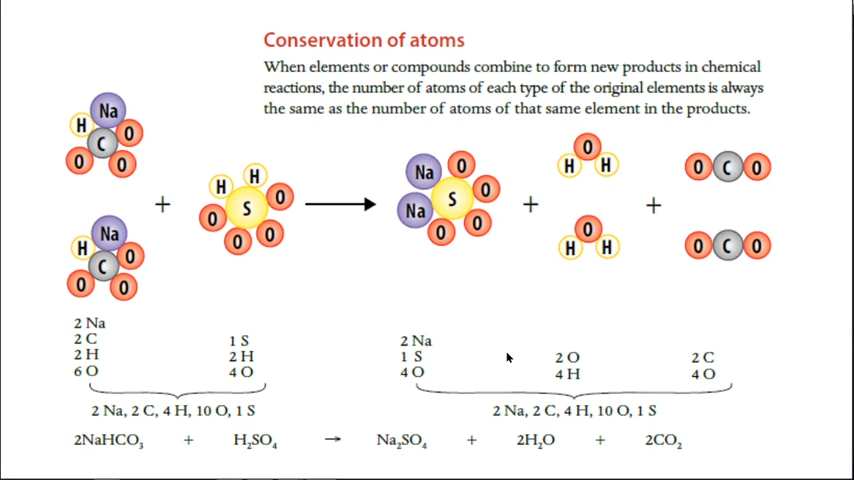 Conservation of atoms
When elements or compounds combine to form new products in chemical
reactions, the number of atoms of each type of the original elements is always
the same as the number of atoms of that same element in the products.
Na
H
O
C
O
O
Na
H
O
C
O
O
+
H
H
O
S
O
O
O
Na
O
S
O
Na
O
O
+
O
H H
O
H H
+
O C O
O C O
2 Na
2 C
2 H
6 O
1 S
2 H
4 O
2 Na
1 S
4 O
2 O
4 H
2 C
4 O
2 Na, 2 C, 4 H, 10 O, 1 S
2 Na, 2 C, 4 H, 10 O, 1 S
2NaHCO₃ + H₂SO₄ → Na₂SO₄ + 2H₂O + 2CO₂